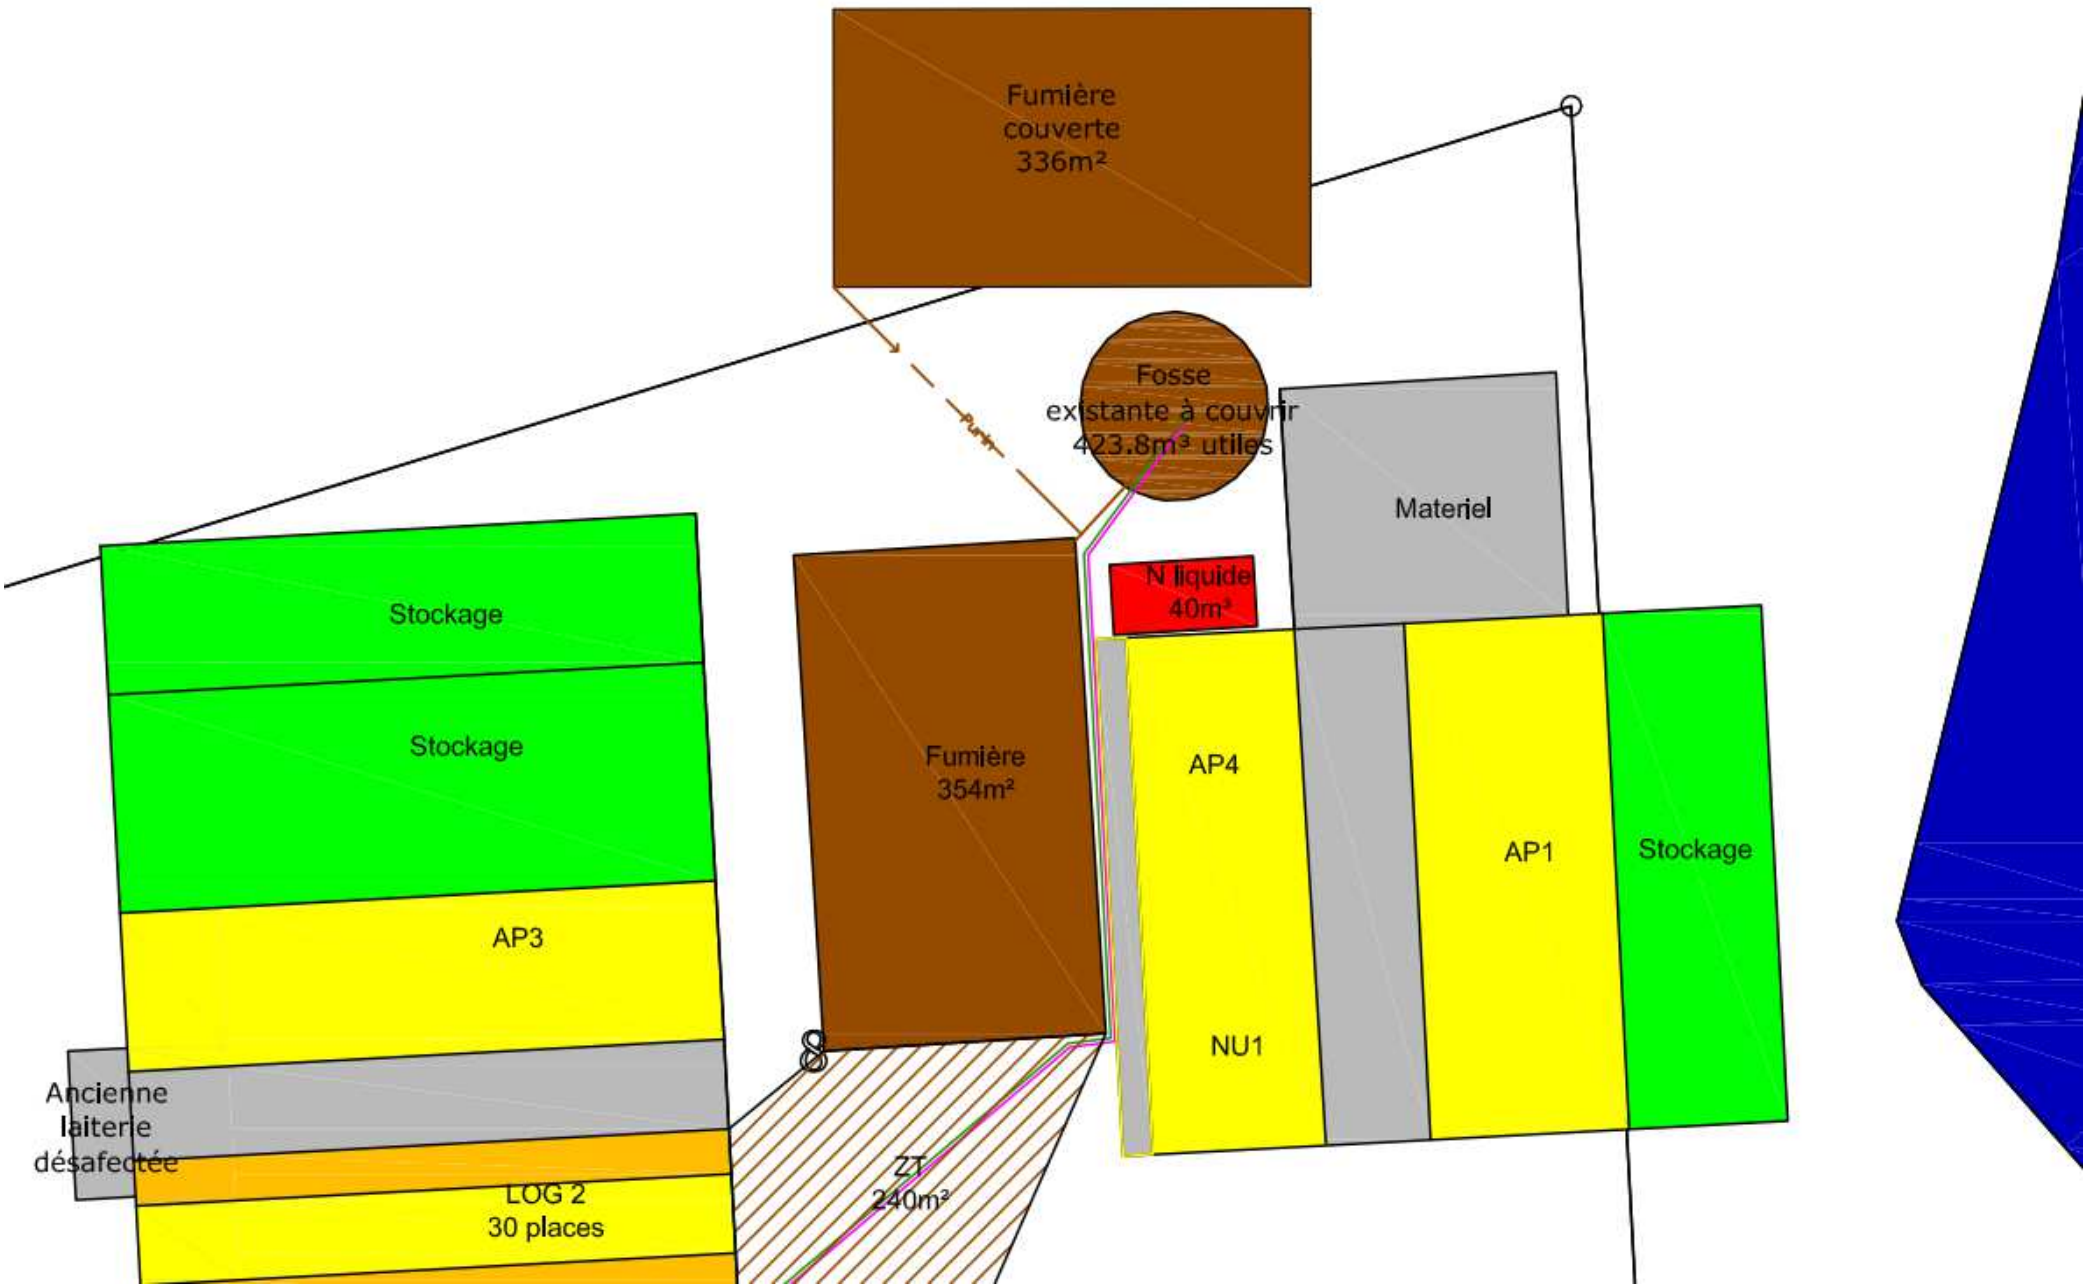 Fumière
couverte
336m²
Purin
Fosse
existante à couvrir
423.8m³ utiles
Materiel
N liquide
40m³
Stockage
Stockage
Fumière
354m²
AP4
AP1
Stockage
AP3
NU1
8
Ancienne
laiterie
désafectée
ZT
240m²
LOG 2
30 places